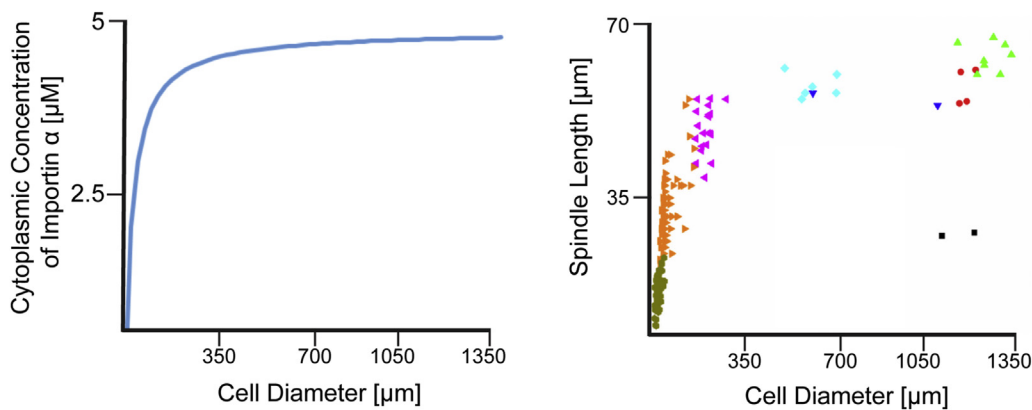 Cytoplasmic Concentration
of Importin α [μM]
5
2.5
350 700 1050 1350
Cell Diameter [μm]
Spindle Length [μm]
70
35
350 700 1050 1350
Cell Diameter [μm]